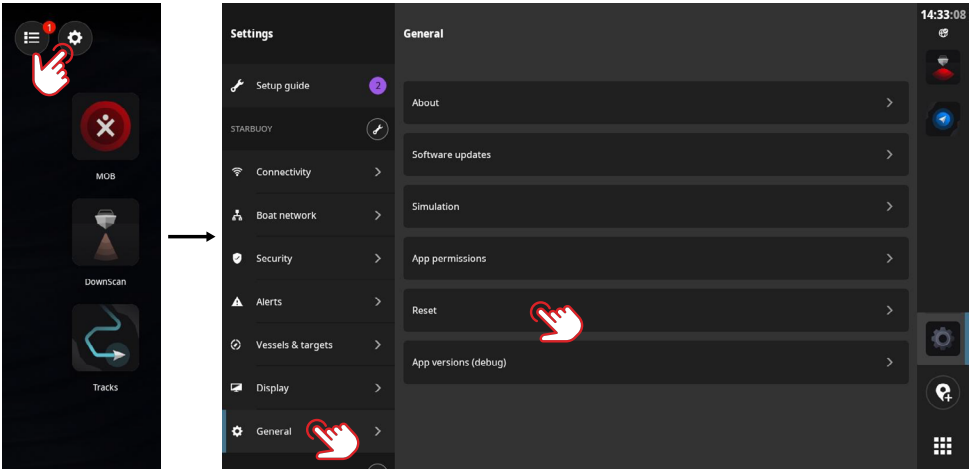 1
MOB
DownScan
Tracks
Settings
Setup guide
2
STARBUOY
Connectivity
Boat network
Security
Alerts
Vessels & targets
Display
General
General
About
Software updates
Simulation
App permissions
Reset
App versions (debug)
14:33:08